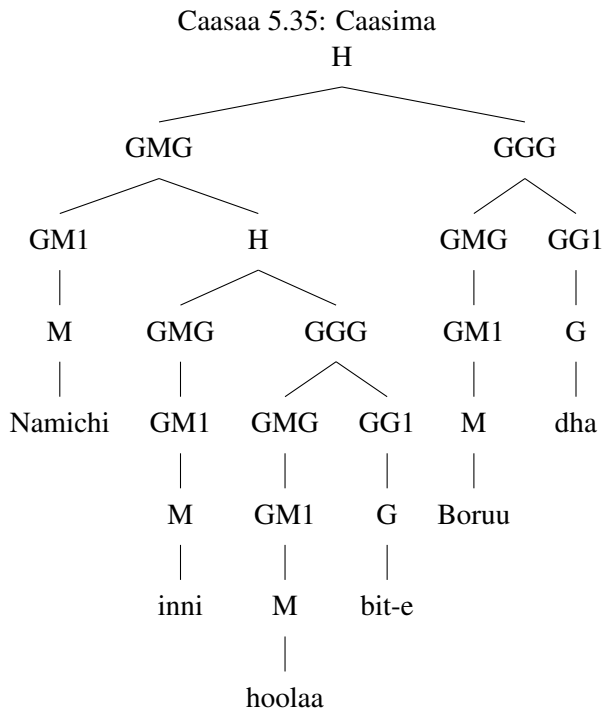 Caasaa 5.35: Caasima
H
GMG GGG
GM1 H GMG GG1
M GMG GGG GM1 G
Namichi GM1 GMG GG1 M dha
M GM1 G Boruu
inni M bit-e
hoolaa